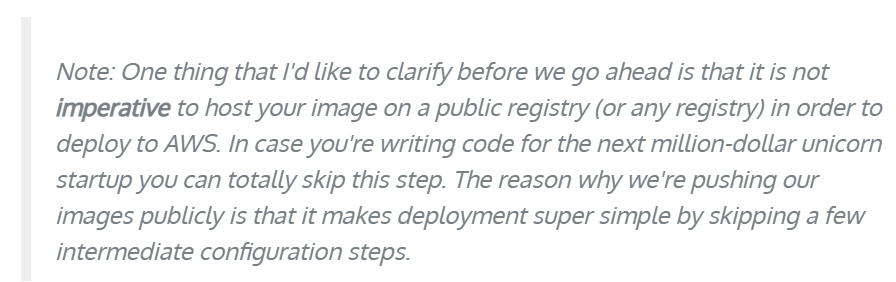 Note: One thing that I'd like to clarify before we go ahead is that it is not
imperative to host your image on a public registry (or any registry) in order to
deploy to AWS. In case you're writing code for the next million-dollar unicorn
startup you can totally skip this step. The reason why we're pushing our
images publicly is that it makes deployment super simple by skipping a few
intermediate configuration steps.